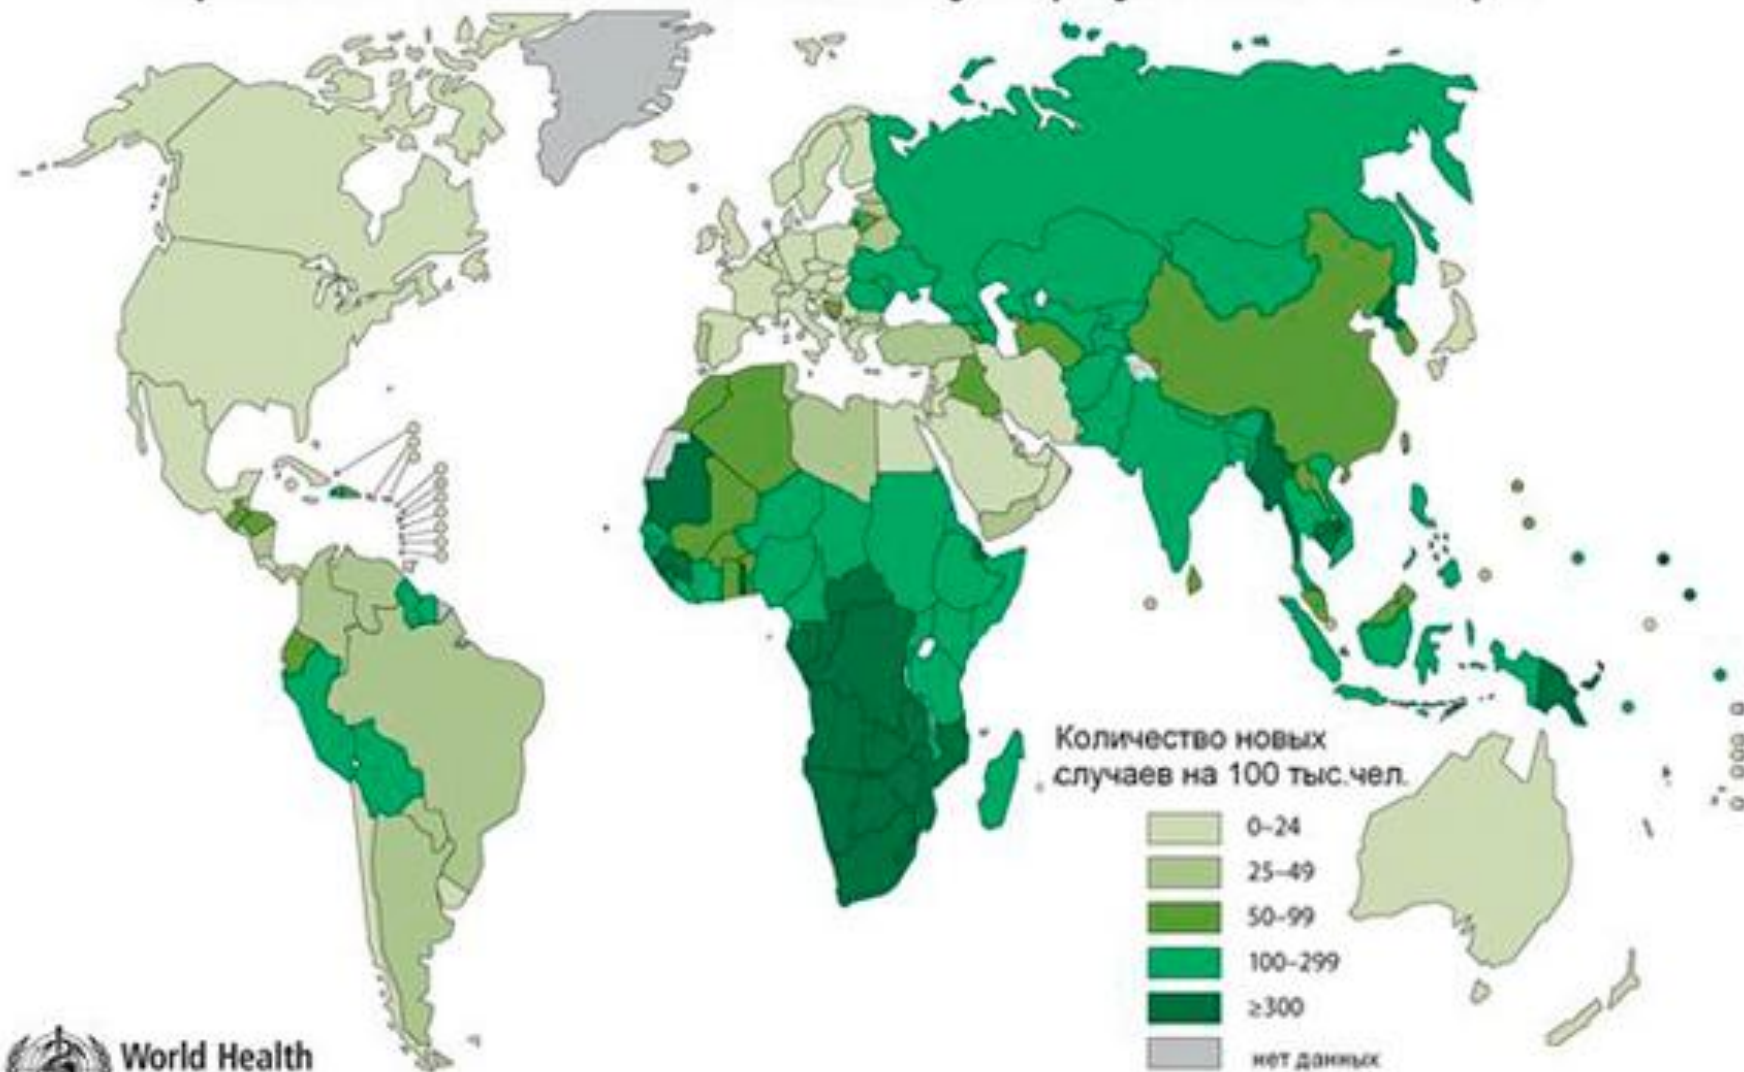 Количество новых
случаев на 100 тыс.чел.
0–24
25–49
50–99
100–299
≥300
нет данных
World Health